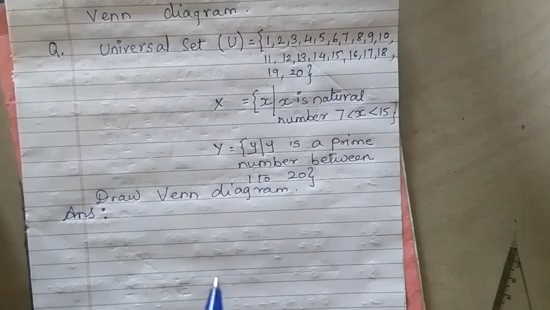 Venn diagram.
Q. Universal Set (U) = {1,2,3,4,5,6,7,8,9,10,
11, 12, 13, 14, 15, 16, 17, 18,
19, 20}
X = {x|x is natural
number 7<x<15}
Y = {y|y is a prime
number between
1 to 20}
Draw Venn diagram.
Ans: